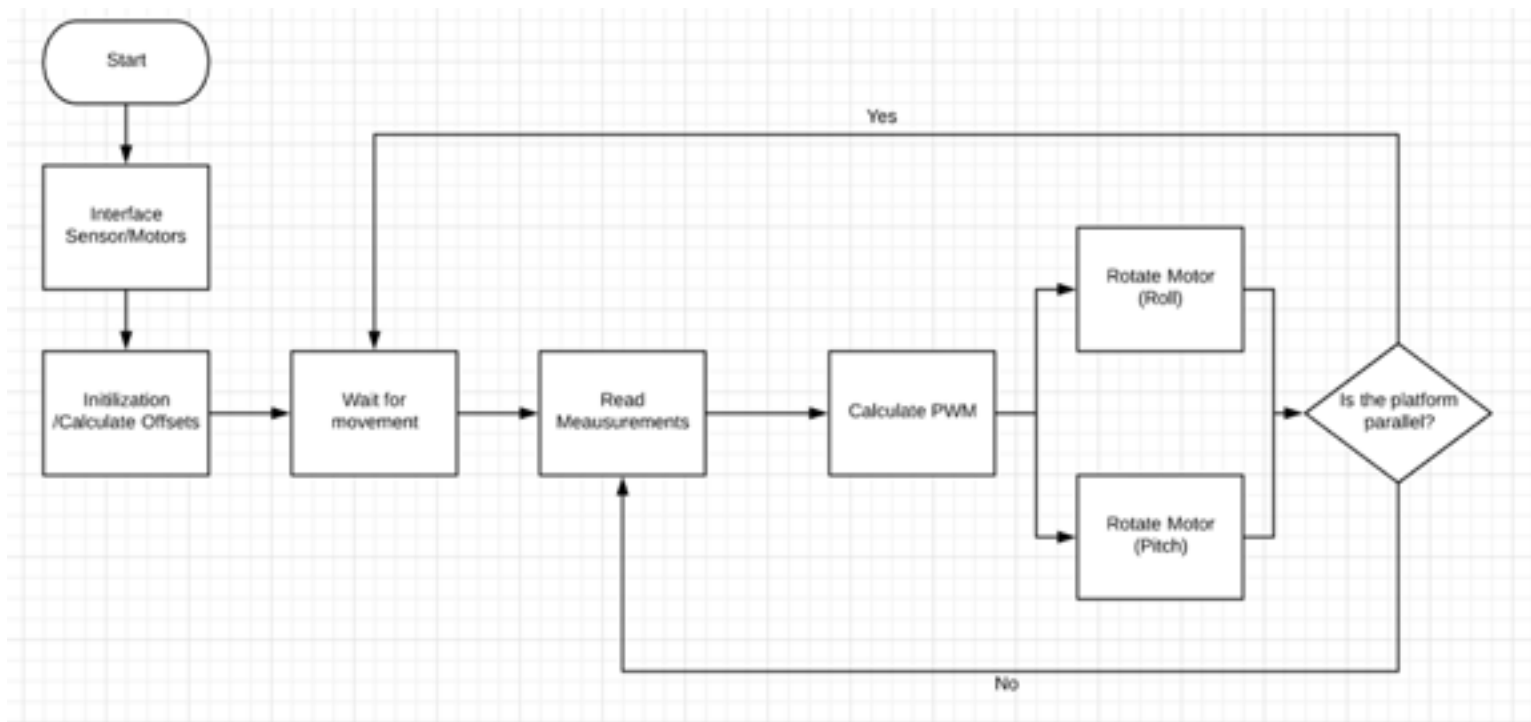 Start
Yes
Interface
Sensor/Motors
Rotate Motor
(Roll)
Initilization
/Calculate Offsets
Wait for
movement
Read
Meausurements
Calculate PWM
Is the platform
parallel?
Rotate Motor
(Pitch)
No